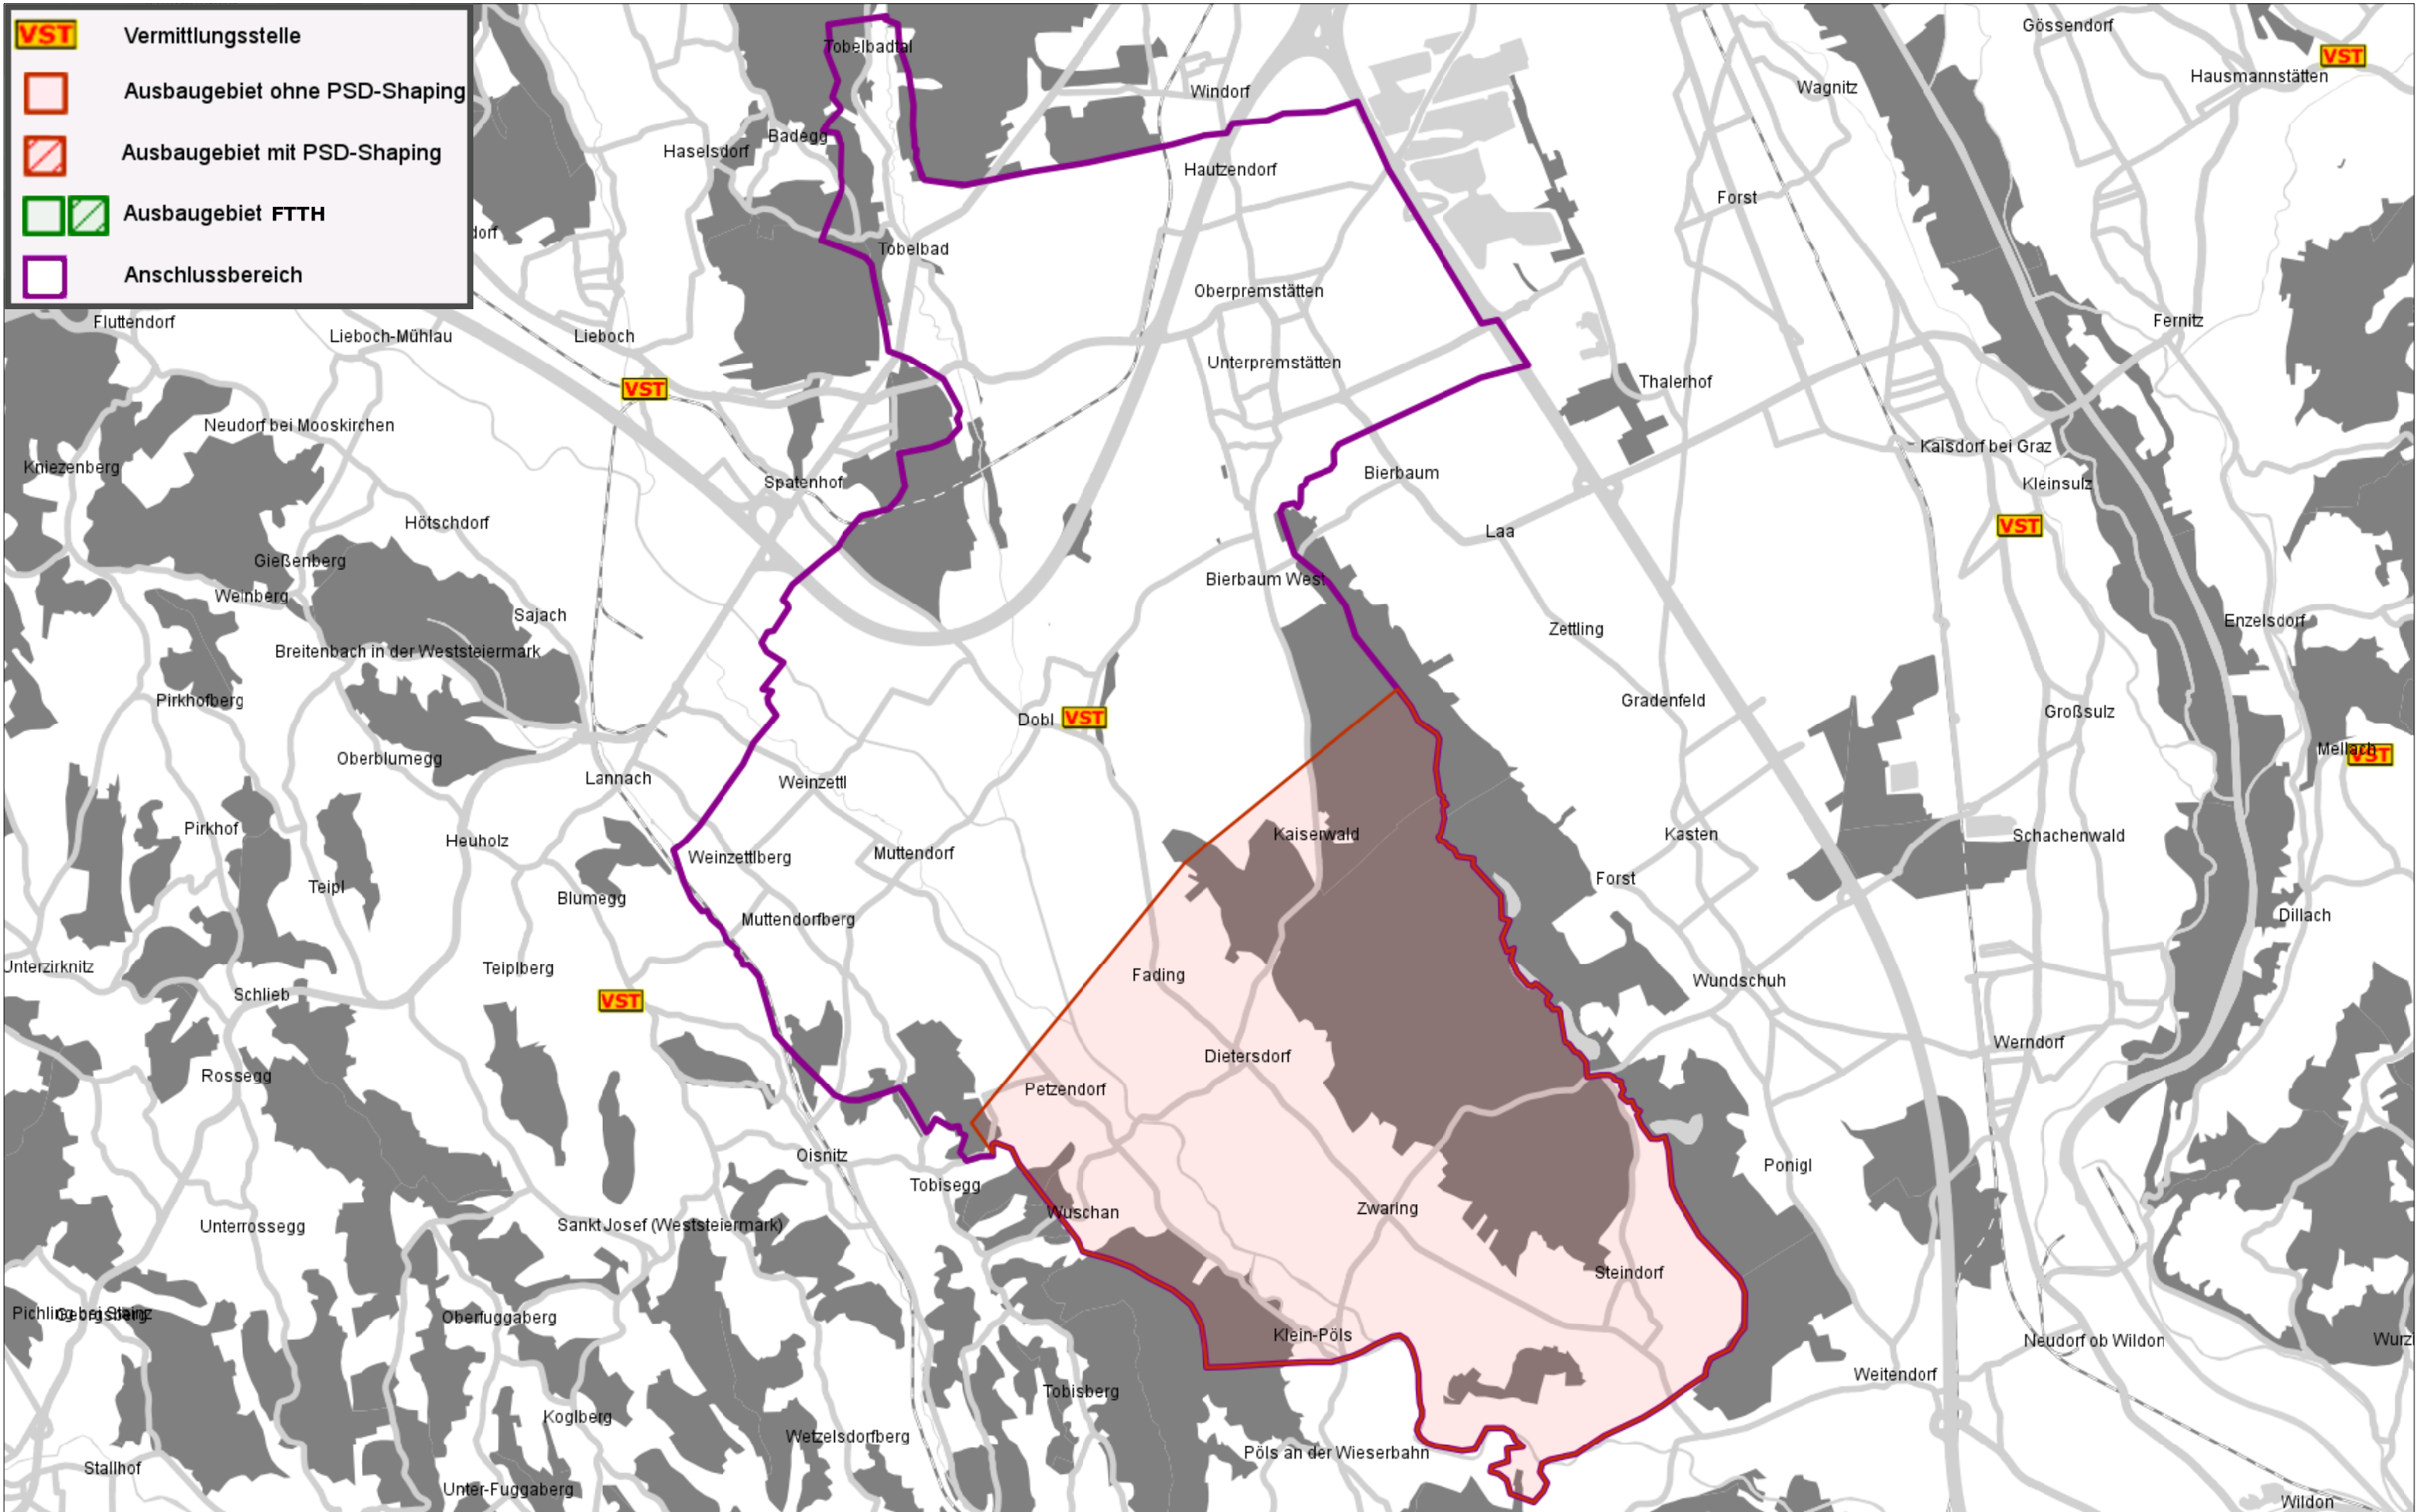 VST Vermittlungsstelle
Ausbaugebiet ohne PSD-Shaping
Ausbaugebiet mit PSD-Shaping
Ausbaugebiet FTTH
Anschlussbereich
Tobelbadtal
Gössendorf
VST
Hausmannstätten
Wagnitz
Windorf
Badegg
Haselsdorf
Hautzendorf
Forst
dorf
Tobelbad
Oberpremstätten
Fluttendorf
Lieboch-Mühlau
Lieboch
Fernitz
Unterpremstätten
VST
Thalerhof
Neudorf bei Mooskirchen
Kalsdorf bei Graz
Kniezenberg
Spatenhof
Bierbaum
Kleinsulz
Hötschdorf
Laa
VST
Gießenberg
Bierbaum West
Weinberg
Sajach
Zettling
Enzelsdorf
Breitenbach in der Weststeiermark
Pirkhofberg
Gradenfeld
Dobl VST
Großsulz
Oberblumegg
Mellach
VST
Lannach
Weinzettl
Pirkhof
Heuholz
Kaiserwald
Kasten
Schachenwald
Weinzettlberg
Muttendorf
Teipl
Blumegg
Forst
Muttendorfberg
Dillach
Unterzirknitz
Teiplberg
Fading
Schlieb
VST
Wundschuh
Rossegg
Dietersdorf
Werndorf
Petzendorf
Oisnitz
Ponigl
Tobisegg
Unterrossegg
Sankt Josef (Weststeiermark)
Wuschan
Zwaring
Steindorf
Pichling bei Stainz
Georgsberg
Oberfuggaberg
Klein-Pöls
Neudorf ob Wildon
Wurzi
Weitendorf
Tobisberg
Koglberg
Wetzelsdorfberg
Pöls an der Wieserbahn
Stallhof
Unter-Fuggaberg
Wildon